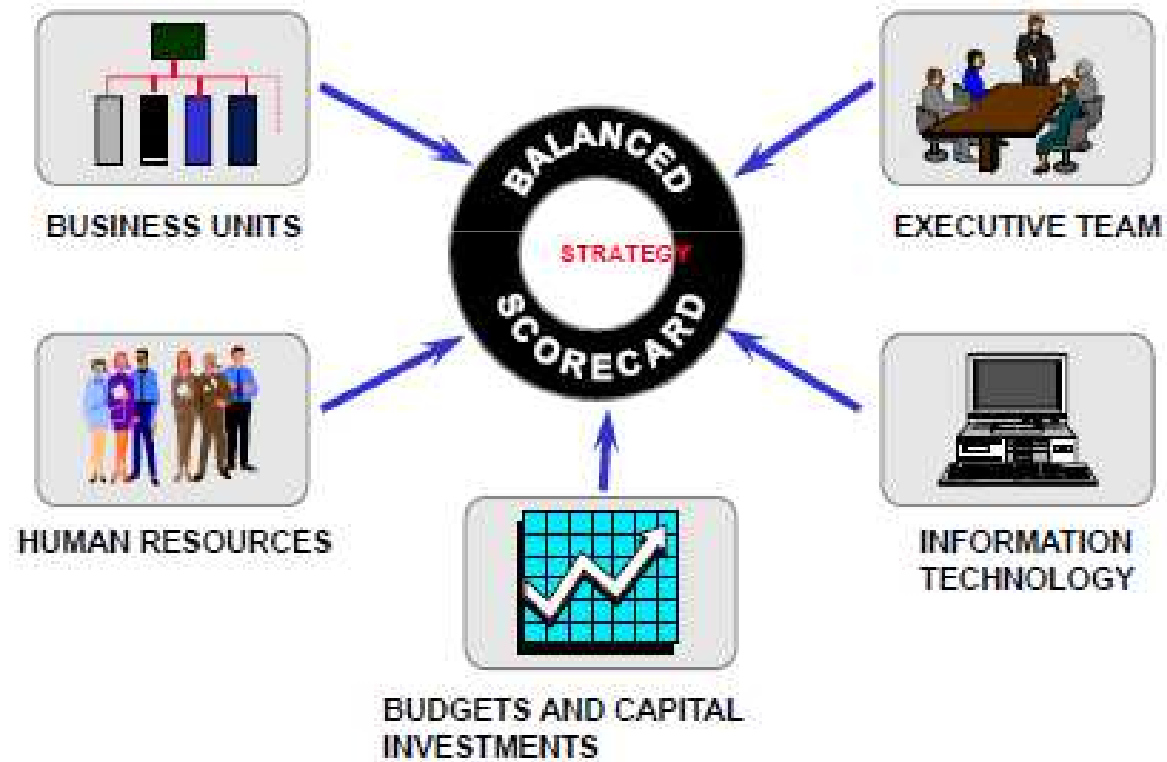 BALANCED
STRATEGY
SCORECARD
BUSINESS UNITS
EXECUTIVE TEAM
HUMAN RESOURCES
INFORMATION
TECHNOLOGY
BUDGETS AND CAPITAL
INVESTMENTS